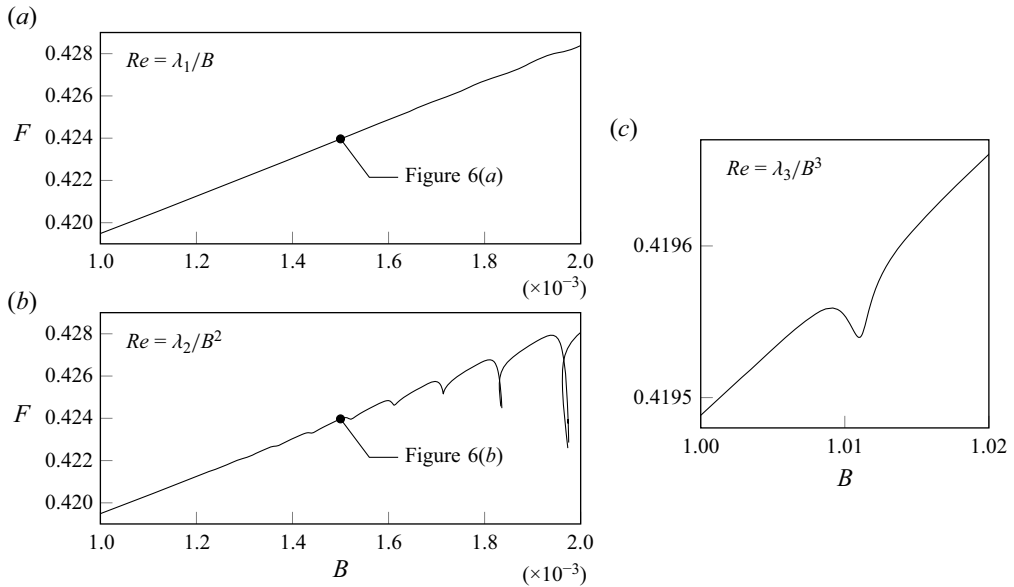 (a)
Re = λ1/B
0.428
0.426
F 0.424
0.422
0.420
Figure 6(a)
1.0 1.2 1.4 1.6 1.8 2.0
(×10−3)
(b)
Re = λ2/B2
0.428
0.426
F 0.424
0.422
0.420
Figure 6(b)
1.0 1.2 1.4 1.6 1.8 2.0
B (×10−3)
(c)
Re = λ3/B3
0.4196
0.4195
1.00 1.01 1.02
B